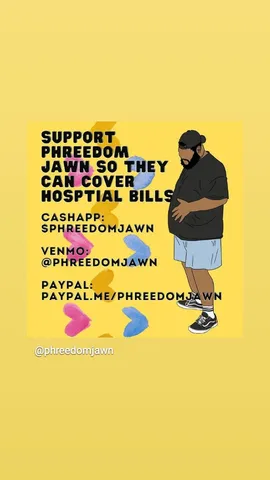 SUPPORT
PHREEDOM
JAWN SO THEY
CAN COVER
HOSPTIAL BILLS
CASHAPP:
$PHREEDOMJAWN
VENMO:
@PHREEDOMJAWN
PAYPAL:
PAYPAL.ME/PHREEDOMJAWN
@phreedomjawn